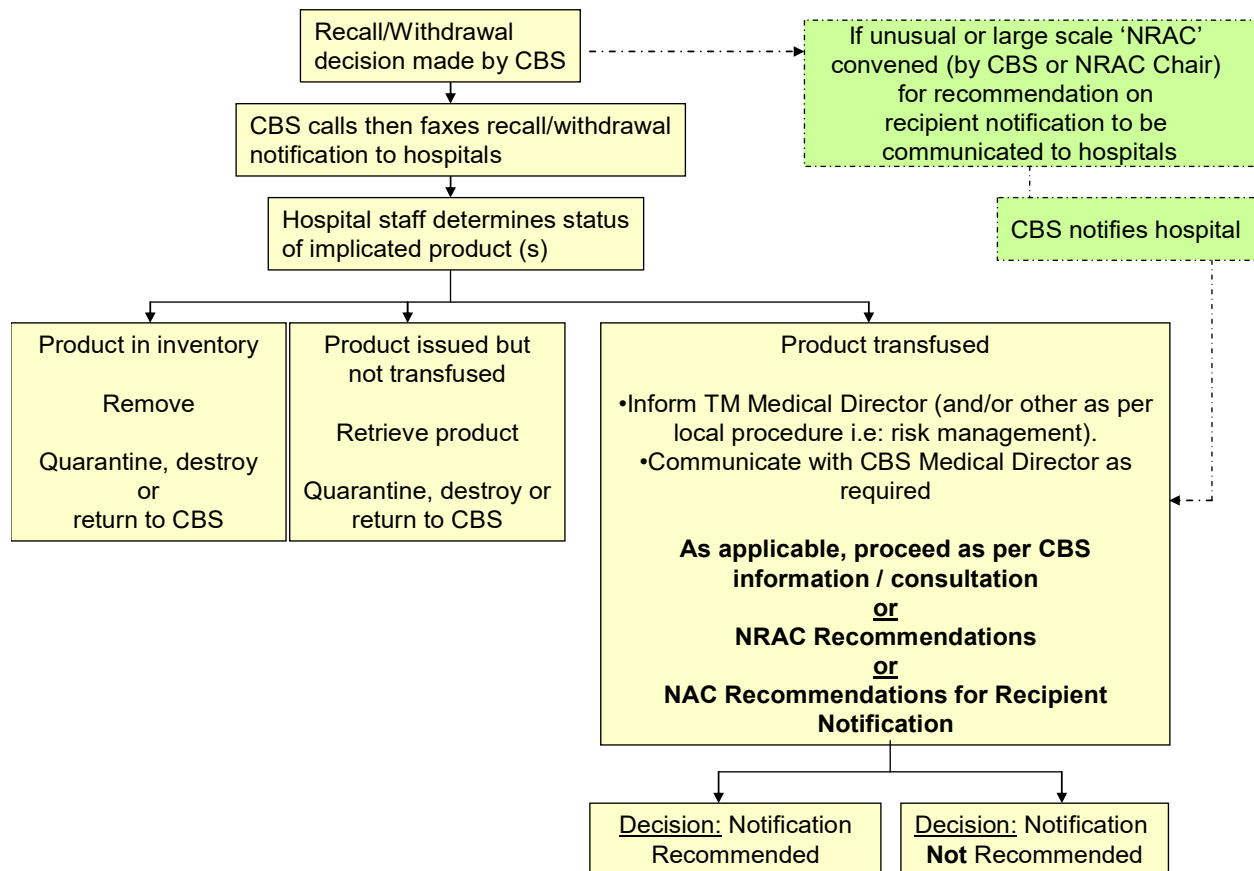 Recall/Withdrawal
decision made by CBS
If unusual or large scale ‘NRAC’
convened (by CBS or NRAC Chair)
for recommendation on
recipient notification to be
communicated to hospitals
CBS calls then faxes recall/withdrawal
notification to hospitals
Hospital staff determines status
of implicated product (s)
CBS notifies hospital
Product in inventory
Remove
Quarantine, destroy
or
return to CBS
Product issued but
not transfused
Retrieve product
Quarantine, destroy or
return to CBS
Product transfused
•Inform TM Medical Director (and/or other as per
local procedure i.e: risk management).
•Communicate with CBS Medical Director as
required
As applicable, proceed as per CBS
information / consultation
or
NRAC Recommendations
or
NAC Recommendations for Recipient
Notification
Decision: Notification
Recommended
Decision: Notification
Not Recommended